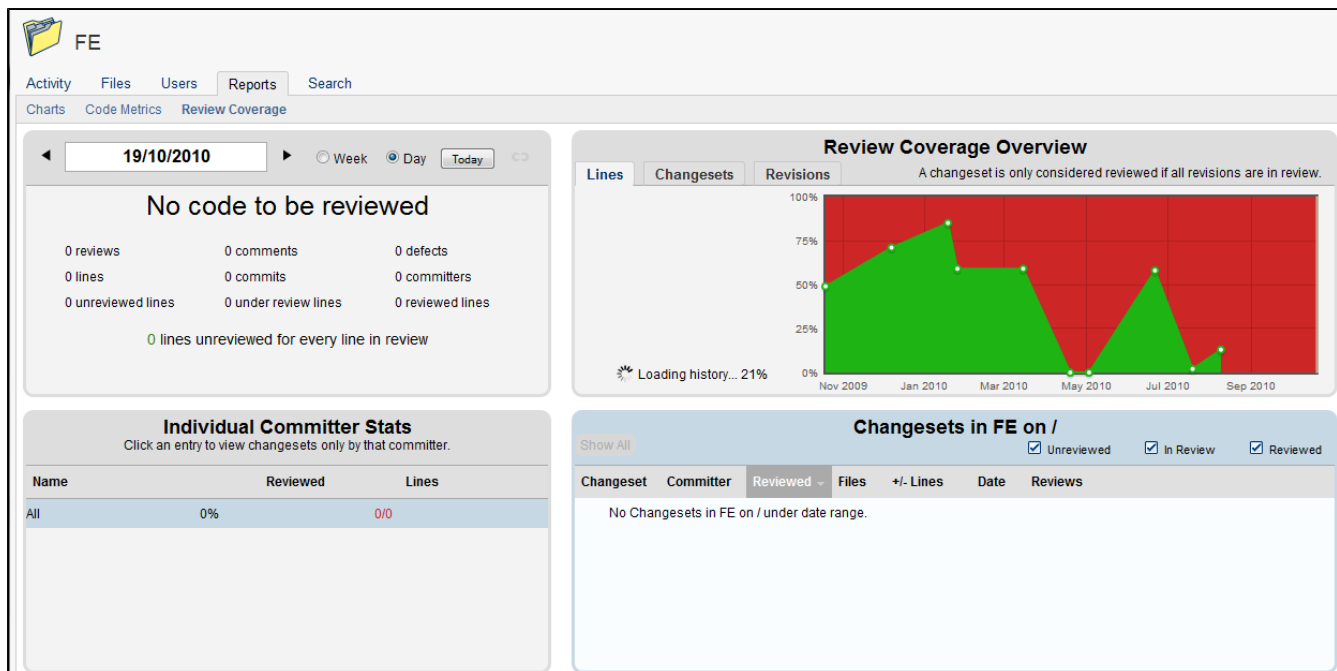 FE
Activity Files Users Reports Search
Charts Code Metrics Review Coverage
19/10/2010 Week Day Today
No code to be reviewed
0 reviews 0 comments 0 defects
0 lines 0 commits 0 committers
0 unreviewed lines 0 under review lines 0 reviewed lines
0 lines unreviewed for every line in review
Review Coverage Overview
Lines Changesets Revisions A changeset is only considered reviewed if all revisions are in review.
100%
75%
50%
25%
0%
Loading history... 21%
Nov 2009 Jan 2010 Mar 2010 May 2010 Jul 2010 Sep 2010
Individual Committer Stats
Click an entry to view changesets only by that committer.
Name Reviewed Lines
All 0% 0/0
Changesets in FE on /
Show All Unreviewed In Review Reviewed
Changeset Committer Reviewed Files +/- Lines Date Reviews
No Changesets in FE on / under date range.